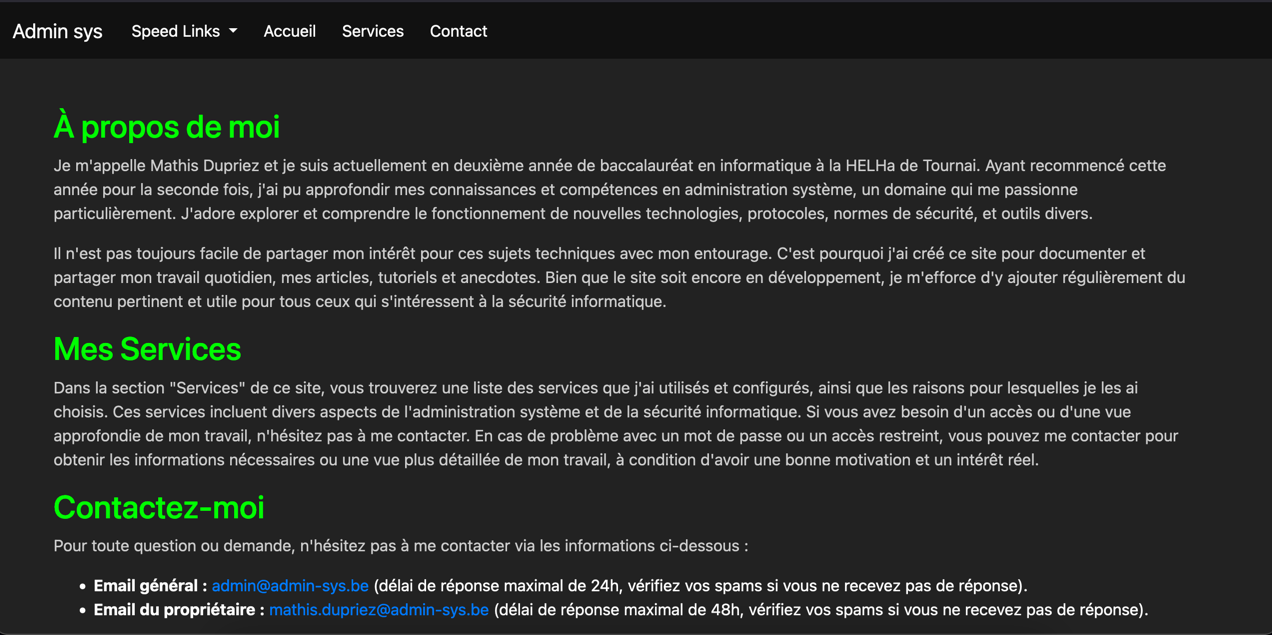 Admin sys Speed Links Accueil Services Contact
À propos de moi
Je m'appelle Mathis Dupriez et je suis actuellement en deuxième année de baccalauréat en informatique à la HELHa de Tournai. Ayant recommencé cette
année pour la seconde fois, j'ai pu approfondir mes connaissances et compétences en administration système, un domaine qui me passionne
particulièrement. J'adore explorer et comprendre le fonctionnement de nouvelles technologies, protocoles, normes de sécurité, et outils divers.
Il n'est pas toujours facile de partager mon intérêt pour ces sujets techniques avec mon entourage. C'est pourquoi j'ai créé ce site pour documenter et
partager mon travail quotidien, mes articles, tutoriels et anecdotes. Bien que le site soit encore en développement, je m'efforce d'y ajouter régulièrement du
contenu pertinent et utile pour tous ceux qui s'intéressent à la sécurité informatique.
Mes Services
Dans la section "Services" de ce site, vous trouverez une liste des services que j'ai utilisés et configurés, ainsi que les raisons pour lesquelles je les ai
choisis. Ces services incluent divers aspects de l'administration système et de la sécurité informatique. Si vous avez besoin d'un accès ou d'une vue
approfondie de mon travail, n'hésitez pas à me contacter. En cas de problème avec un mot de passe ou un accès restreint, vous pouvez me contacter pour
obtenir les informations nécessaires ou une vue plus détaillée de mon travail, à condition d'avoir une bonne motivation et un intérêt réel.
Contactez-moi
Pour toute question ou demande, n'hésitez pas à me contacter via les informations ci-dessous :
• Email général : admin@admin-sys.be (délai de réponse maximal de 24h, vérifiez vos spams si vous ne recevez pas de réponse).
• Email du propriétaire : mathis.dupriez@admin-sys.be (délai de réponse maximal de 48h, vérifiez vos spams si vous ne recevez pas de réponse).